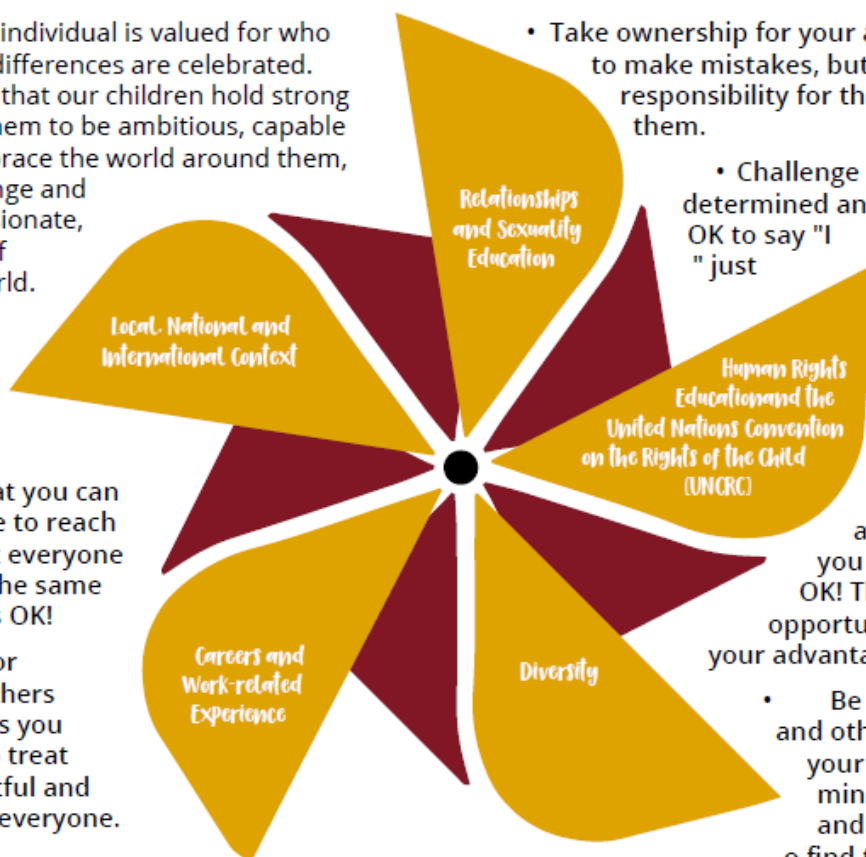 individual is valued for who
differences are celebrated.
that our children hold strong
hem to be ambitious, capable
race the world around them,
nge and
sionate,
f
rld.
• Take ownership for your a
to make mistakes, but
responsibility for th
them.
• Challenge
determined an
OK to say "I
" just
Relationships
and Sexuality
Education
Local, National and
International Context
Human Rights
Educationand the
United Nations Convention
on the Rights of the Child
(UNCRC)
at you can
e to reach
t everyone
he same
s OK!
or
hers
s you
treat
tful and
everyone.
Careers and
Work-related
Experience
Diversity
a
you
OK! T
opportu
your advanta
• Be
and oth
your
min
and
o find t